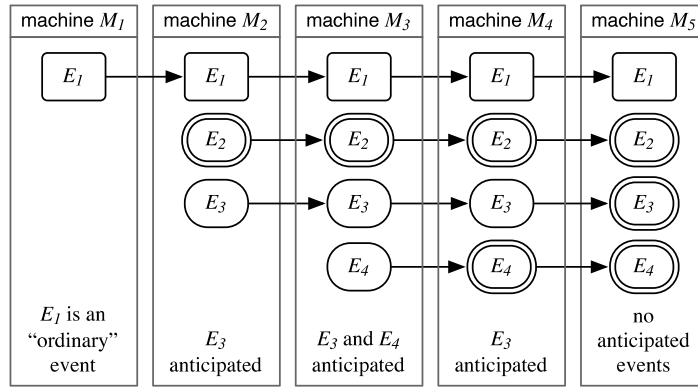 machine M1 machine M2 machine M3 machine M4 machine M5
E1 E1 E1 E1 E1
E2 E2 E2 E2
E3 E3 E3 E3
E4 E4 E4
E1 is an
“ordinary”
event
E3
anticipated
E3 and E4
anticipated
E3
anticipated
no
anticipated
events